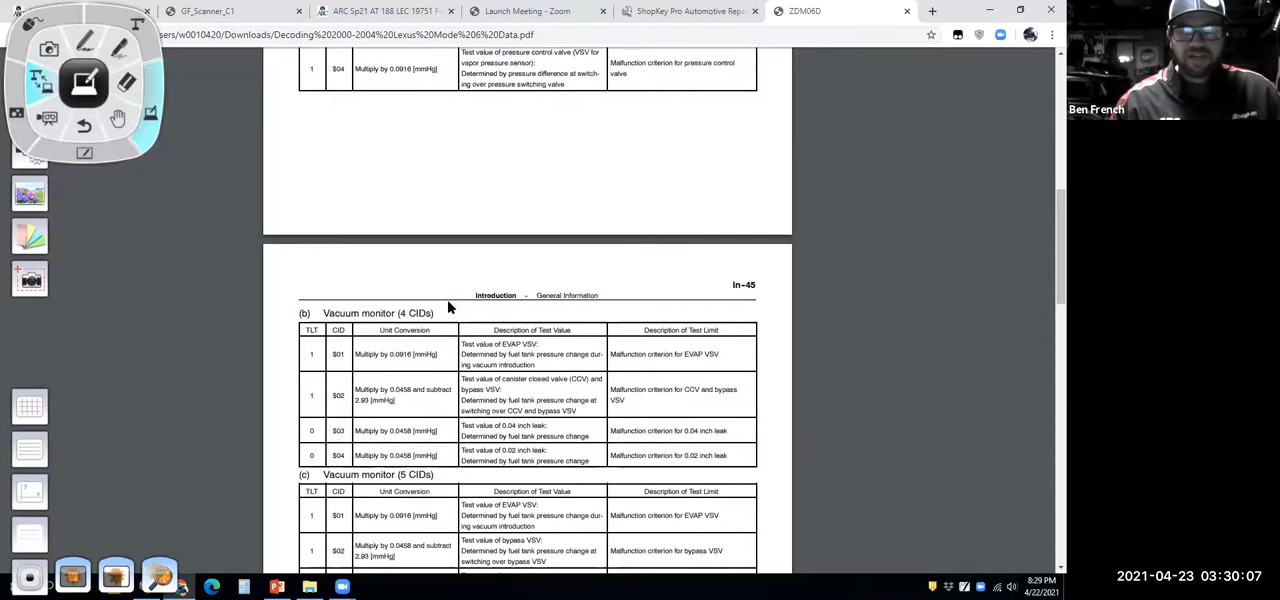 GF_Scanner_C1
ARC Sp21 AT 188 LEC 19751 F
Launch Meeting - Zoom
ShopKey Pro Automotive Repa
ZDM06D
sers/w0010420/Downloads/Decoding%202000-2004%20Lexus%20Mode%206%20Data.pdf
Ben French
1 $04 Multiply by 0.0916 [mmHg] Test value of pressure control valve (VSV for
vapor pressure sensor):
Determined by pressure difference at switch-
ing over pressure switching valve
Malfunction criterion for pressure control
valve
In-45
Introduction - General Information
(b) Vacuum monitor (4 CIDs)
TLT CID Unit Conversion Description of Test Value Description of Test Limit
1 $01 Multiply by 0.0916 [mmHg] Test value of EVAP VSV:
Determined by fuel tank pressure change dur-
ing vacuum introduction
Malfunction criterion for EVAP VSV
1 $02 Multiply by 0.0458 and subtract
2.93 [mmHg]
Test value of canister closed valve (CCV) and
bypass VSV:
Determined by fuel tank pressure change at
switching over CCV and bypass VSV
Malfunction criterion for CCV and bypass
VSV
0 $03 Multiply by 0.0458 [mmHg] Test value of 0.04 inch leak:
Determined by fuel tank pressure change
Malfunction criterion for 0.04 inch leak
0 $04 Multiply by 0.0458 [mmHg] Test value of 0.02 inch leak:
Determined by fuel tank pressure change
Malfunction criterion for 0.02 inch leak
(c) Vacuum monitor (5 CIDs)
TLT CID Unit Conversion Description of Test Value Description of Test Limit
1 $01 Multiply by 0.0916 [mmHg] Test value of EVAP VSV:
Determined by fuel tank pressure change dur-
ing vacuum introduction
Malfunction criterion for EVAP VSV
1 $02 Multiply by 0.0458 and subtract
2.93 [mmHg]
Test value of bypass VSV:
Determined by fuel tank pressure change at
switching over bypass VSV
Malfunction criterion for bypass VSV
8:29 PM
4/22/2021
2021-04-23 03:30:07